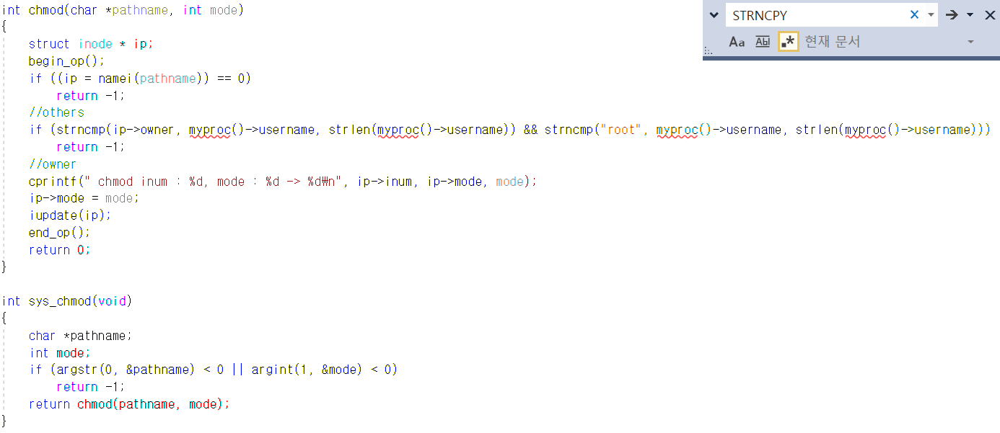 int chmod(char *pathname, int mode)
{
    struct inode * ip;
    begin_op();
    if ((ip = namei(pathname)) == 0)
        return -1;
    //others
    if (strncmp(ip->owner, myproc()->username, strlen(myproc()->username)) && strncmp("root", myproc()->username, strlen(myproc()->username)))
        return -1;
    //owner
    cprintf(" chmod inum : %d, mode : %d -> %d₩n", ip->inum, ip->mode, mode);
    ip->mode = mode;
    iupdate(ip);
    end_op();
    return 0;
}

int sys_chmod(void)
{
    char *pathname;
    int mode;
    if (argstr(0, &pathname) < 0 || argint(1, &mode) < 0)
        return -1;
    return chmod(pathname, mode);
}
STRNCPY
Aa Abl .* 현재 문서